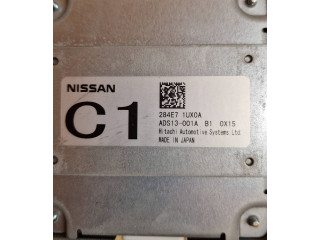 NISSAN
C1
284E7 1UX0A
ADS13-001A B1 0X15
Hitachi Automotive Systems Ltd.
MADE IN JAPAN